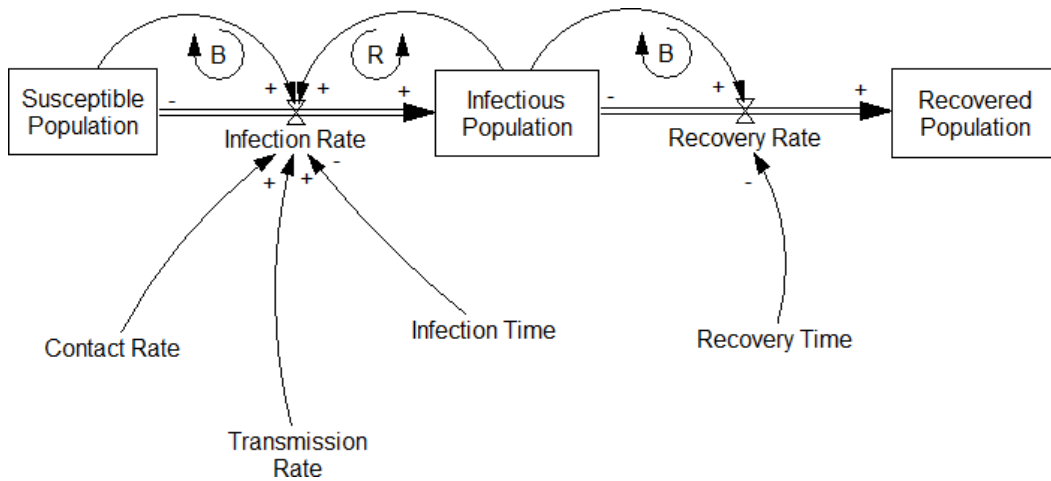 B
R
B
Susceptible
Population
-
+
+
+
Infectious
Population
-
+
+
Recovered
Population
Infection Rate
Recovery Rate
-
+
+
-
Contact Rate
Infection Time
Recovery Time
Transmission
Rate